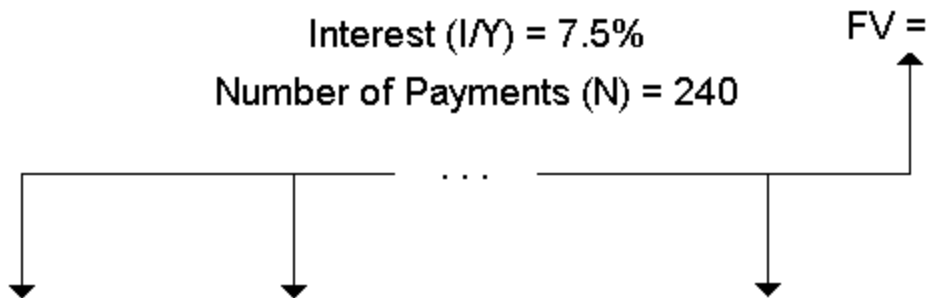 Interest (I/Y) = 7.5%
FV =
Number of Payments (N) = 240
. . .